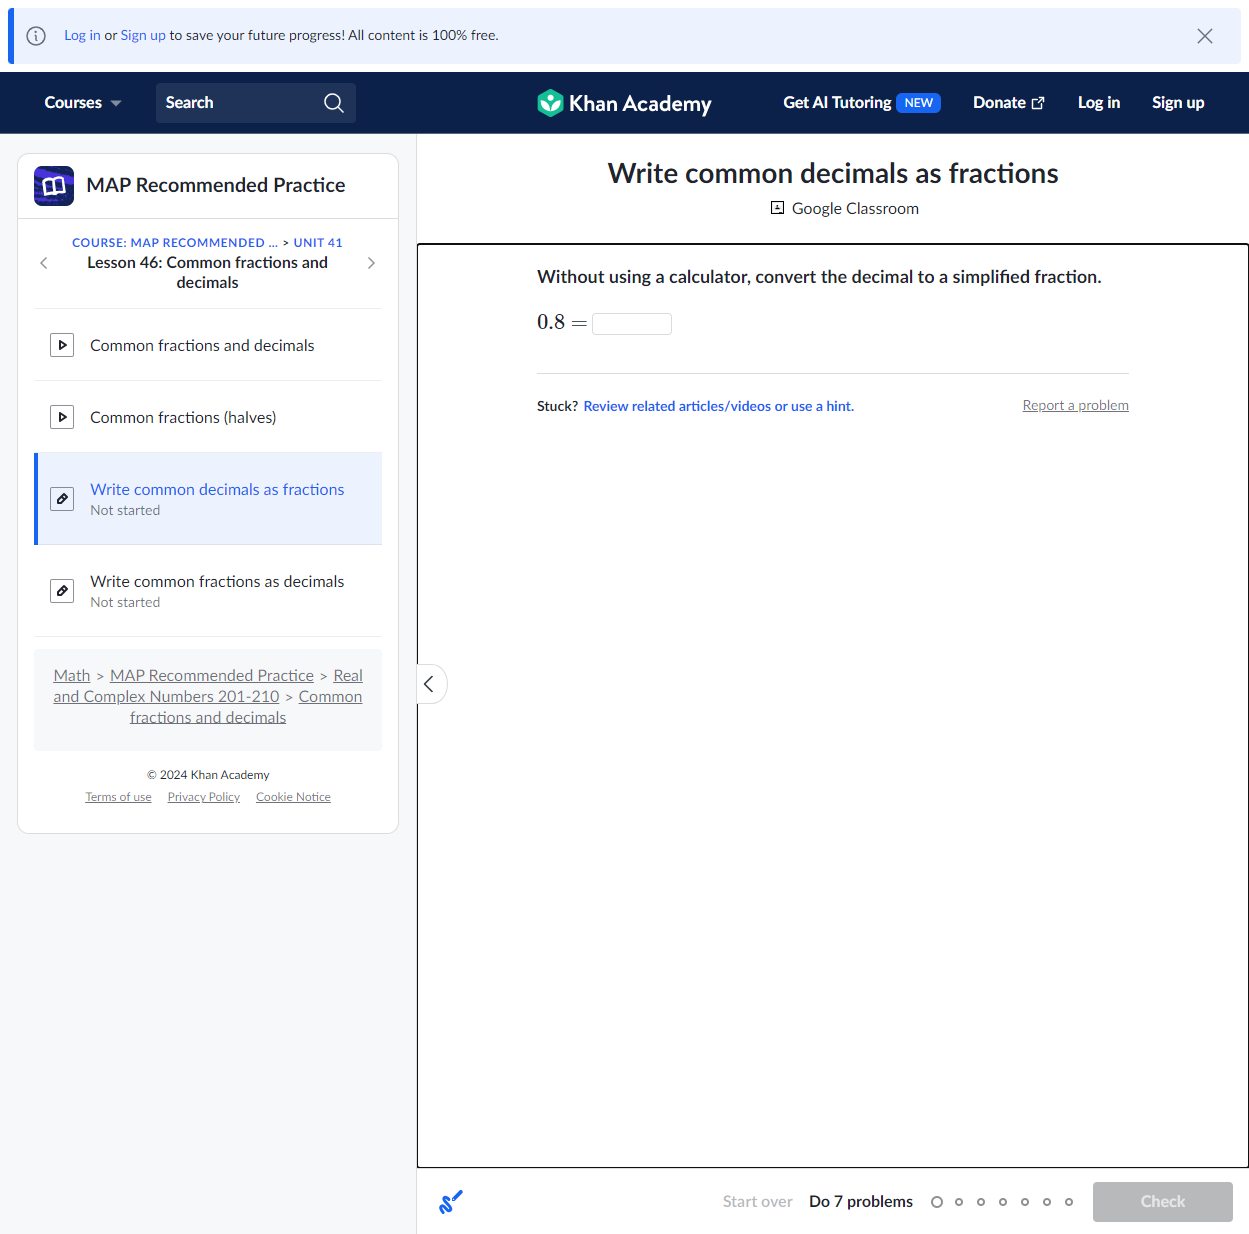 Log in or Sign up to save your future progress! All content is 100% free.
Courses
Search
Khan Academy
Get AI Tutoring NEW
Donate
Log in
Sign up
MAP Recommended Practice
COURSE: MAP RECOMMENDED ... > UNIT 41
Lesson 46: Common fractions and
decimals
Common fractions and decimals
Common fractions (halves)
Write common decimals as fractions
Not started
Write common fractions as decimals
Not started
Math > MAP Recommended Practice > Real
and Complex Numbers 201-210 > Common
fractions and decimals
© 2024 Khan Academy
Terms of use Privacy Policy Cookie Notice
Write common decimals as fractions
Google Classroom
Without using a calculator, convert the decimal to a simplified fraction.
0.8 =
Stuck? Review related articles/videos or use a hint.
Report a problem
Start over
Do 7 problems
Check